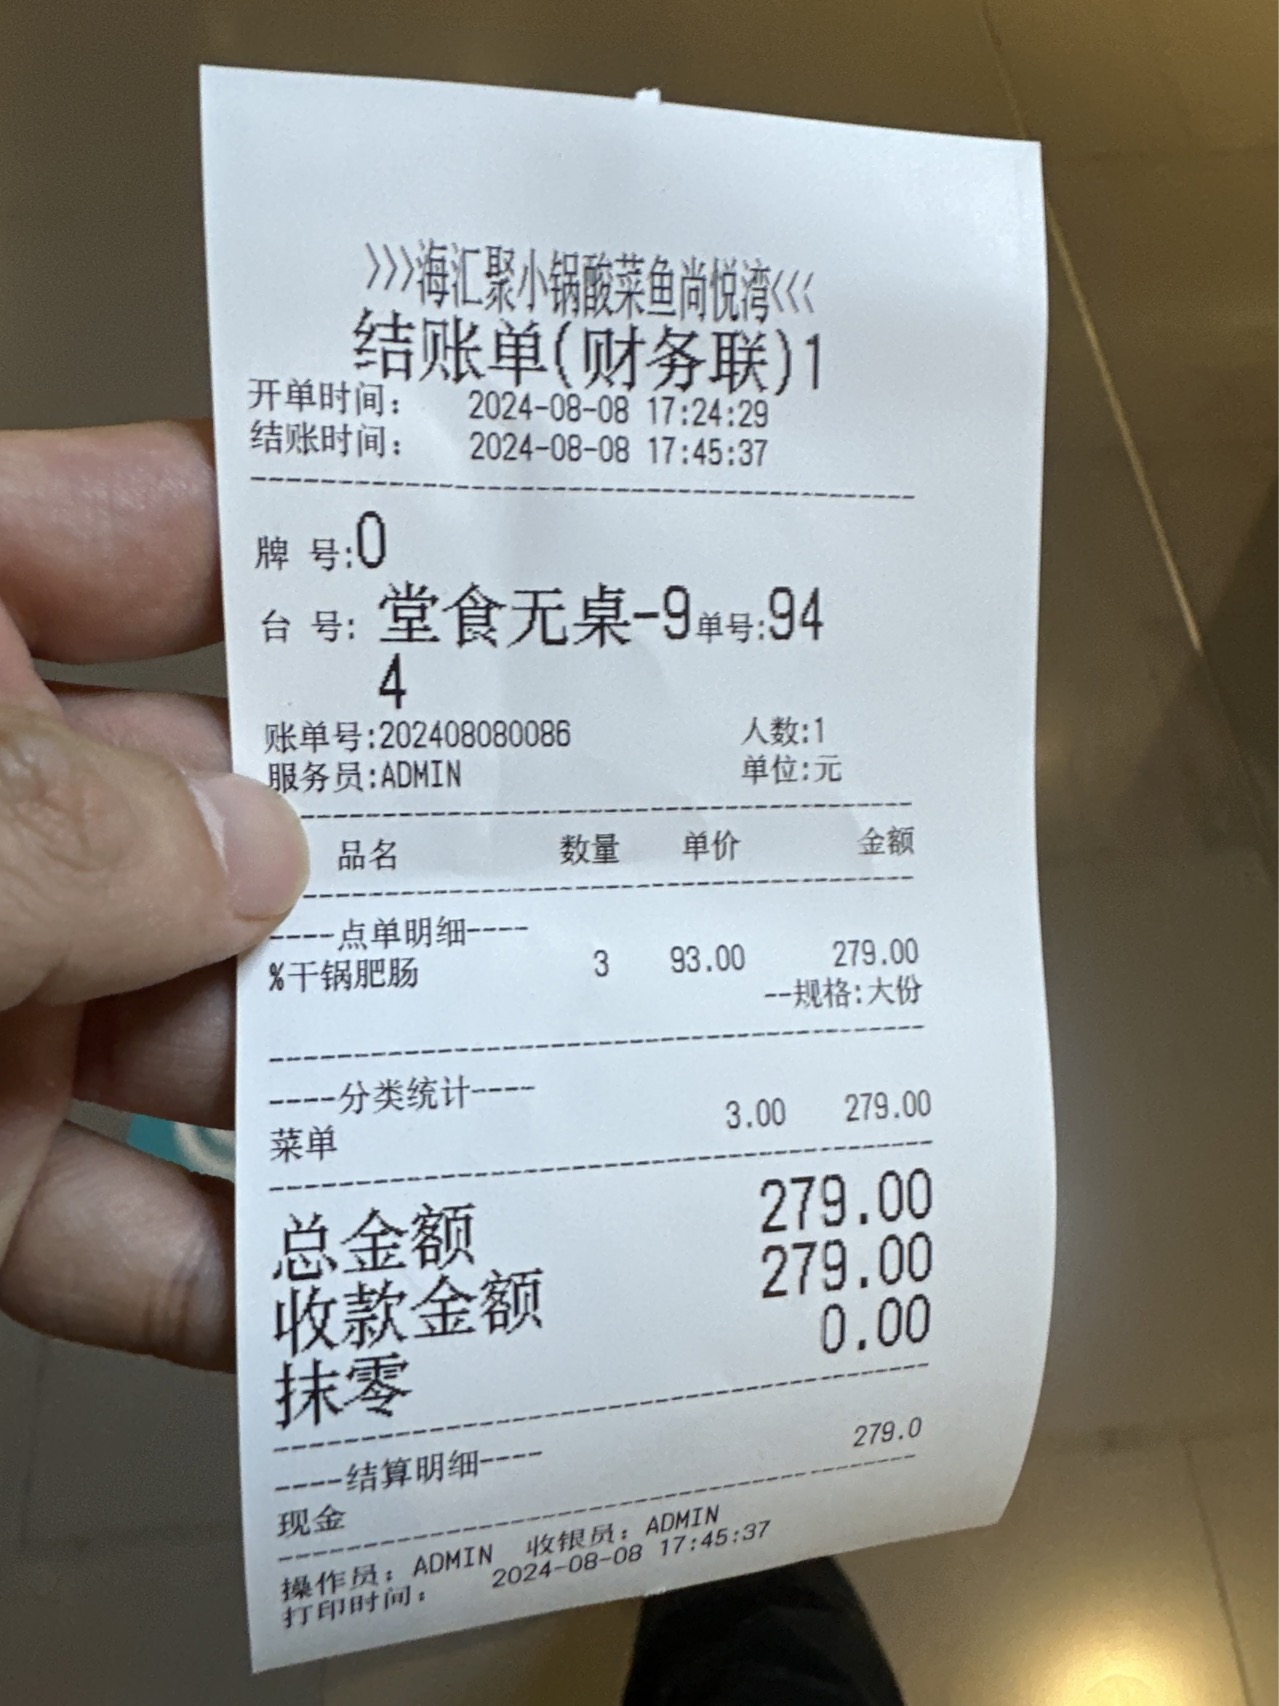 >>>海汇聚小锅酸菜鱼尚悦湾<<<
结账单(财务联)1
开单时间: 2024-08-08 17:24:29
结账时间: 2024-08-08 17:45:37
牌 号:0
台 号: 堂食无桌-9单号:94
4
账单号:202408080086 人数:1
服务员:ADMIN 单位:元
品名 数量 单价 金额
----点单明细----
%干锅肥肠 3 93.00 279.00
--规格:大份
----分类统计----
菜单 3.00 279.00
总金额 279.00
收款金额 279.00
抹零 0.00
----结算明细----
现金 279.0
操作员: ADMIN 收银员: ADMIN
打印时间: 2024-08-08 17:45:37